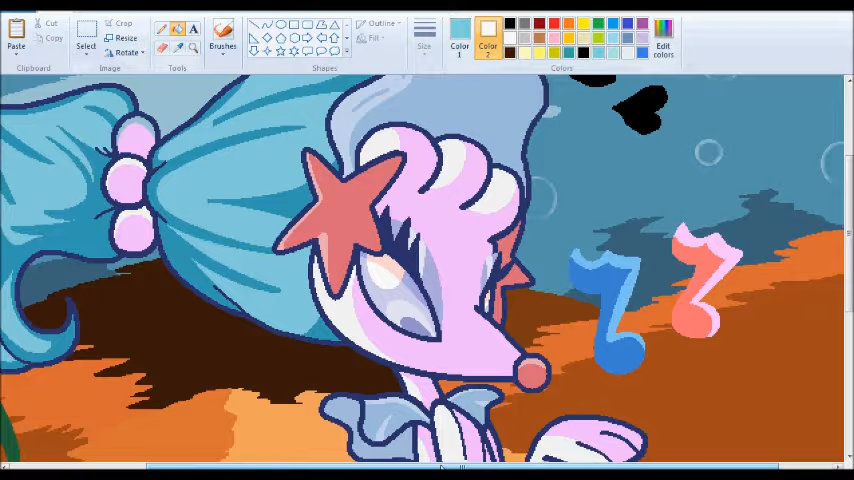 Paste
Cut
Copy
Clipboard
Select
Crop
Resize
Rotate
Image
A
Tools
Brushes
Shapes
Outline
Fill
Size
Color
1
Color
2
Edit
colors
Colors